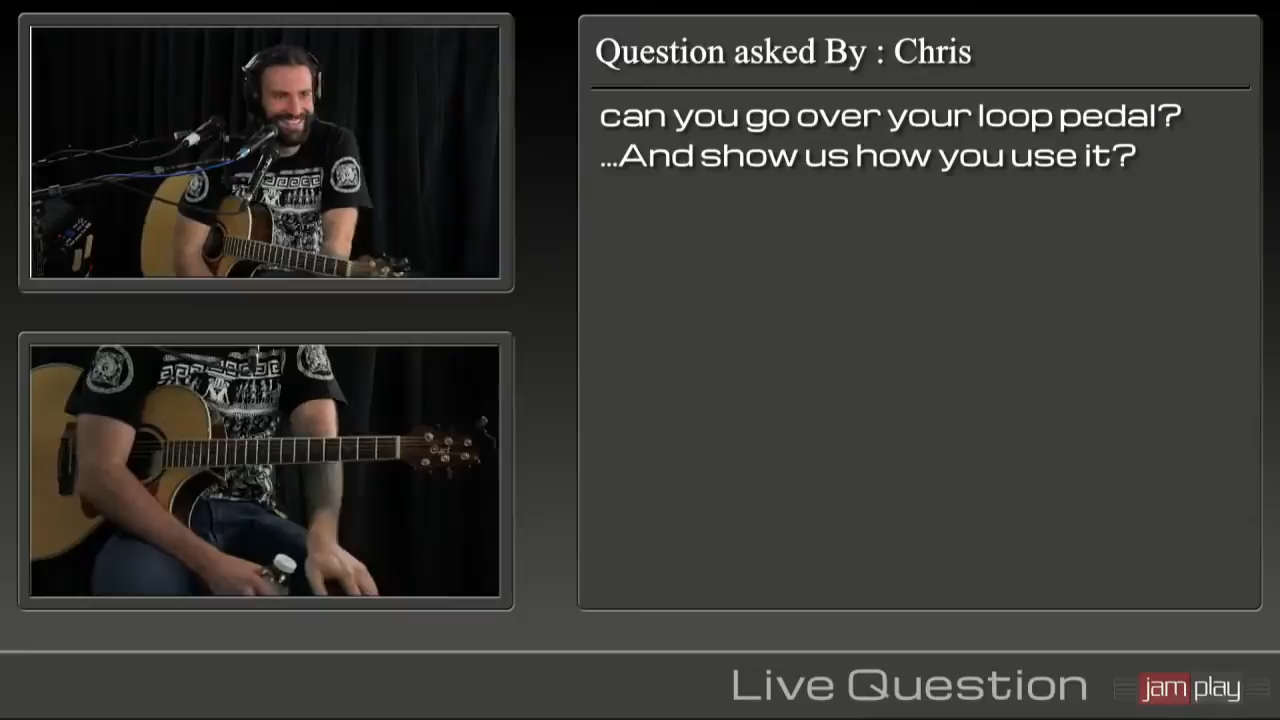 Question asked By : Chris
can you go over your loop pedal?
...And show us how you use it?
Live Question
jam play